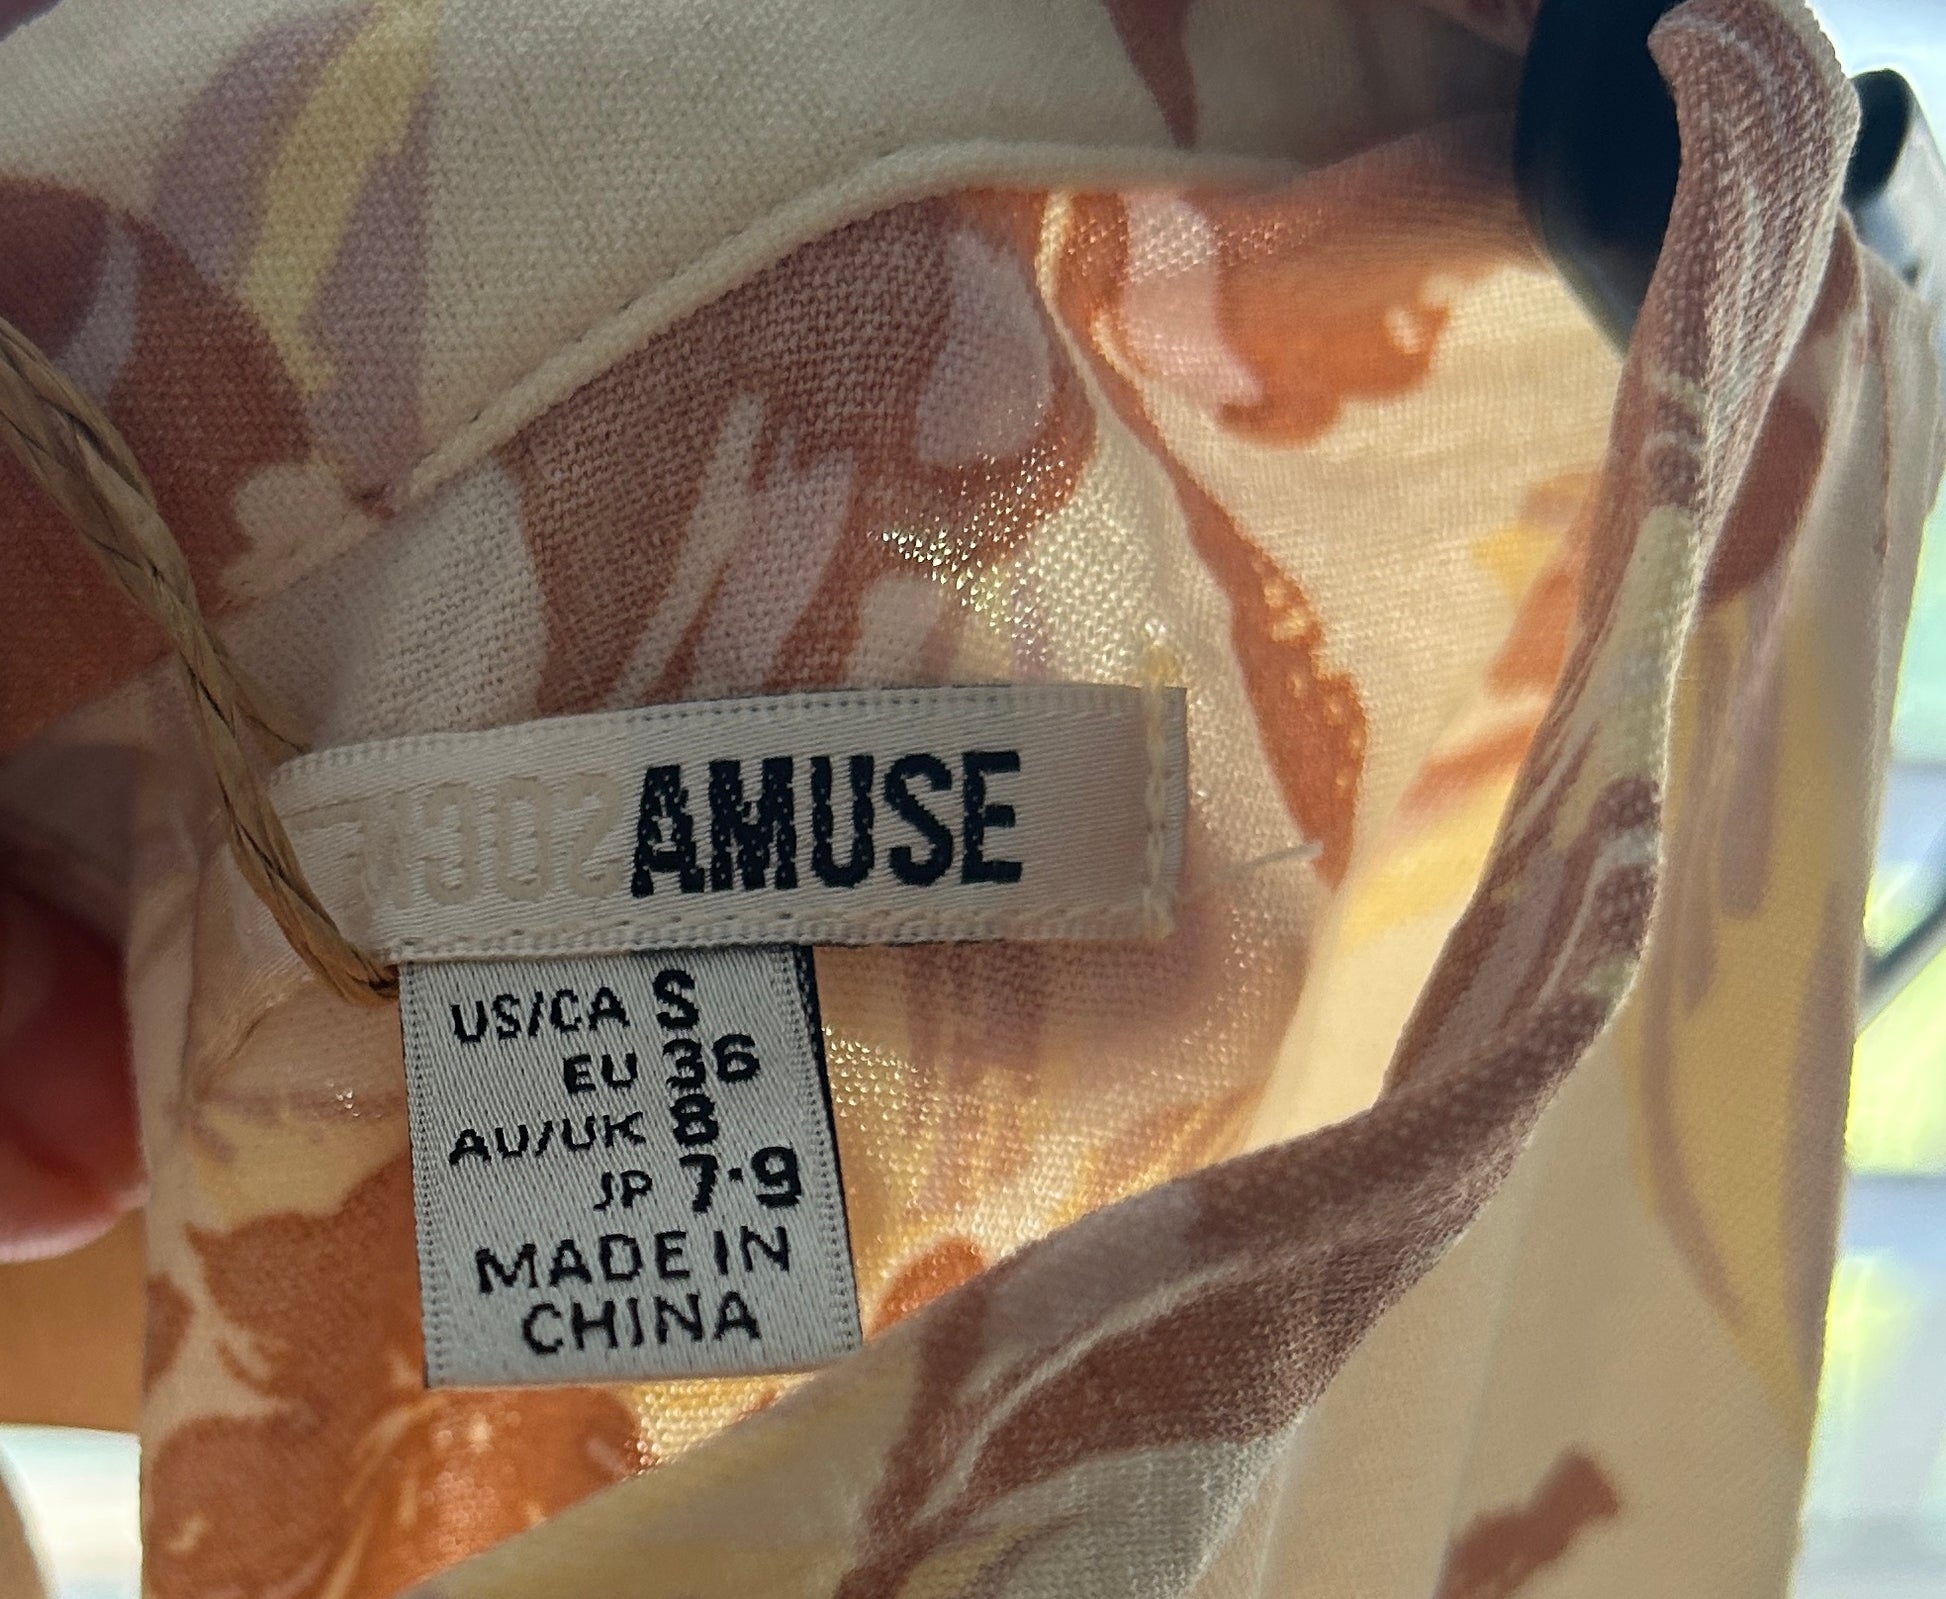 AMUSE
US/CA S
EU 36
AU/UK 8
JP 7-9
MADE IN
CHINA